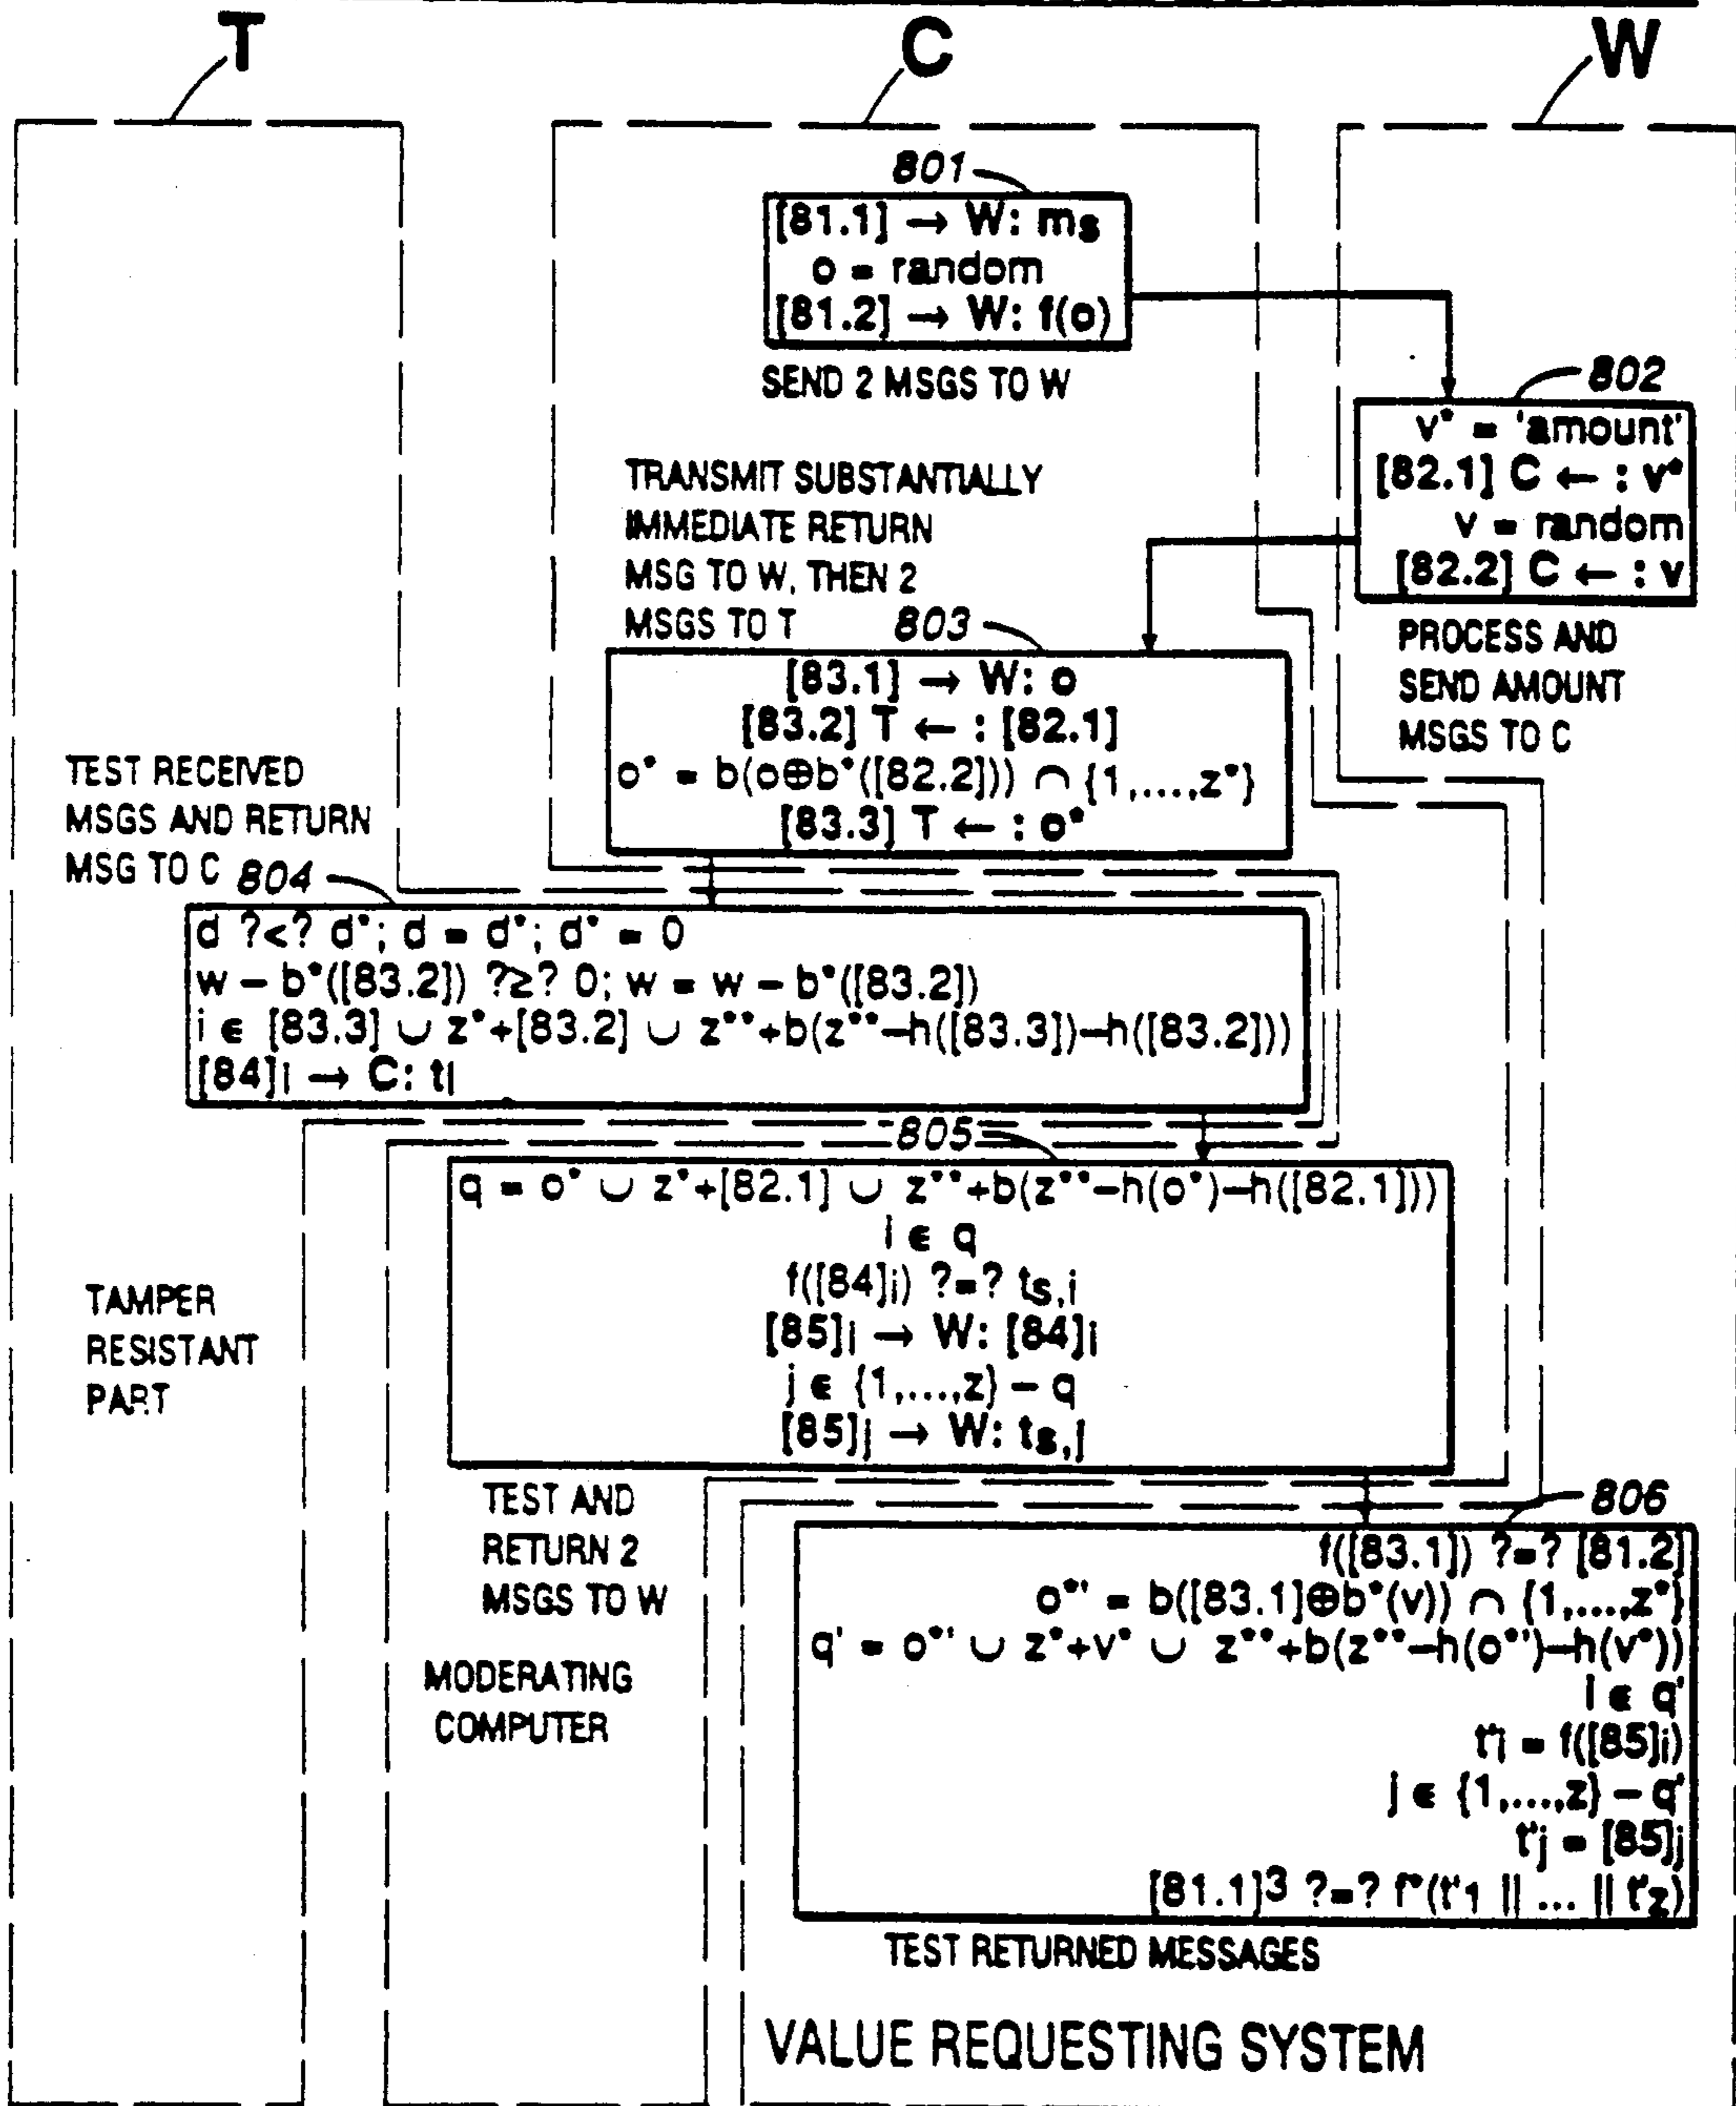 T C W
801
[81.1] → W: ms
o = random
[81.2] → W: f(o)
SEND 2 MSGS TO W
802
v* = 'amount'
[82.1] C ← : v*
v = random
[82.2] C ← : v
PROCESS AND
SEND AMOUNT
MSGS TO C
TRANSMIT SUBSTANTIALLY
IMMEDIATE RETURN
MSG TO W, THEN 2
MSGS TO T
803
[83.1] → W: o
[83.2] T ← : [82.1]
o* = b(o⊕b*([82.2])) ∩ {1,...,z*}
[83.3] T ← : o*
TEST RECEIVED
MSGS AND RETURN
MSG TO C
804
d ?<? d*; d = d*; d* = 0
w – b*([83.2]) ?≥? 0; w = w – b*([83.2])
i ∈ [83.3] ∪ z*+[83.2] ∪ z**+b(z**–h([83.3])–h([83.2]))
[84]i → C: ti
805
q = o* ∪ z*+[82.1] ∪ z**+b(z**–h(o*)–h([82.1]))
i ∈ q
f([84]i) ?=? ts,i
[85]i → W: [84]i
j ∈ {1,...,z} – q
[85]j → W: ts,j
TAMPER
RESISTANT
PART
TEST AND
RETURN 2
MSGS TO W
MODERATING
COMPUTER
806
f([83.1]) ?=? [81.2]
o*' = b([83.1]⊕b*(v)) ∩ {1,...,z*}
q' = o*' ∪ z*+v* ∪ z**+b(z**–h(o*')–h(v*))
i ∈ q'
t'i = f([85]i)
j ∈ {1,...,z} – q'
t'j = [85]j
[81.1]3 ?=? f*(t'1 || ... || t'z)
TEST RETURNED MESSAGES
VALUE REQUESTING SYSTEM